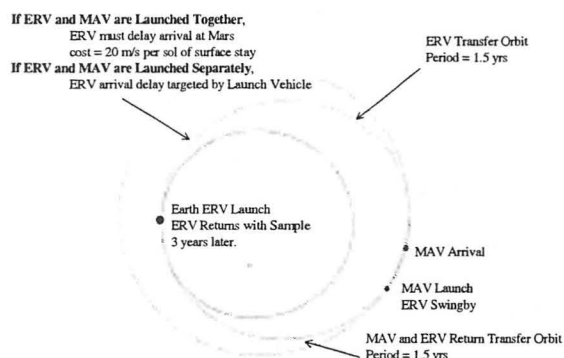 If ERV and MAV are Launched Together,
ERV must delay arrival at Mars
cost = 20 m/s per sol of surface stay
If ERV and MAV are Launched Separately,
ERV arrival delay targeted by Launch Vehicle
ERV Transfer Orbit
Period = 1.5 yrs
Earth ERV Launch
ERV Returns with Sample
3 years later.
MAV Arrival
MAV Launch
ERV Swingby
MAV and ERV Return Transfer Orbit
Period = 1.5 yrs